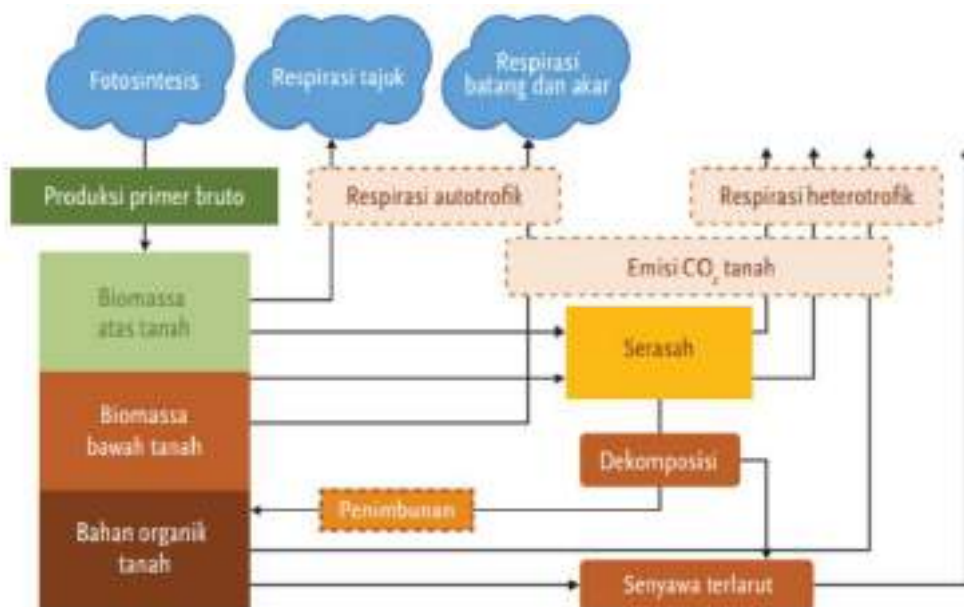 Fotosintesis
Respirasi tajuk
Respirasi
batang dan akar
Produksi primer bruto
Respirasi autotrofik
Respirasi heterotrofik
Emisi CO₂ tanah
Biomassa
atas tanah
Serasah
Biomassa
bawah tanah
Dekomposisi
Penimbunan
Bahan organik
tanah
Senyawa terlarut